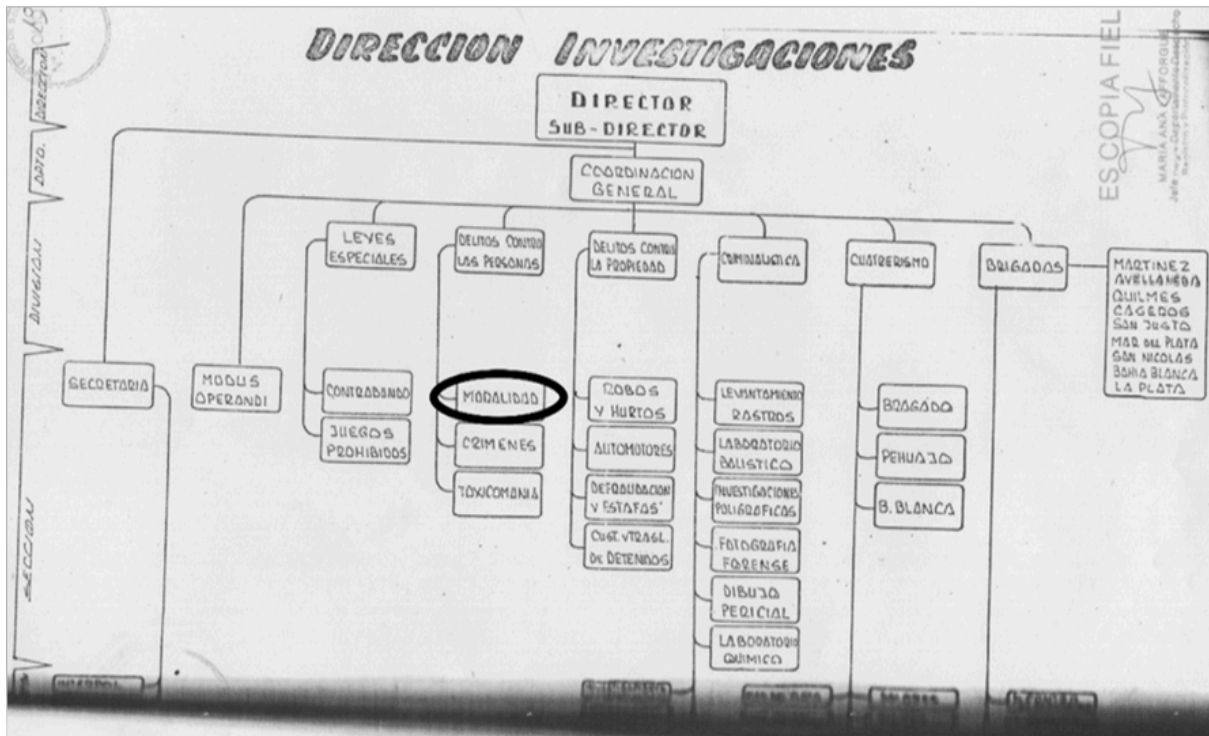 DIRECCION INVESTIGACIONES
DIRECTOR
SUB-DIRECTOR
COORDINACION
GENERAL
ES COPIA FIEL
MARIA ANA
DIRECCION
DPTO.
DIVISION
SECCION
LEYES
ESPECIALES
DELITOS CONTRA
LAS PERSONAS
DELITOS CONTRA
LA PROPIEDAD
CRIMINALISTICA
CUATRERISMO
BRIGADAS
MARTINEZ
AVELLANEDA
QUILMES
CASEROS
SAN JUSTO
MAR DEL PLATA
SAN NICOLAS
BAHIA BLANCA
LA PLATA
SECRETARIA
MODUS
OPERANDI
CONTRABANDO
JUEGOS
PROHIBIDOS
MORALIDAD
CRIMENES
TOXICOMANIA
ROBOS
Y HURTOS
AUTOMOTORES
DEFRAUDACION
Y ESTAFAS
CUST. Y TRASL.
DE DETENIDOS
LEVANTAMIENTO
RASTROS
LABORATORIO
BALISTICO
INVESTIGACIONES
POLIGRAFICAS
FOTOGRAFIA
FORENSE
DIBUJO
PERICIAL
LABORATORIO
QUIMICO
BRAGADO
PEHUAJO
B. BLANCA
INTERPOL